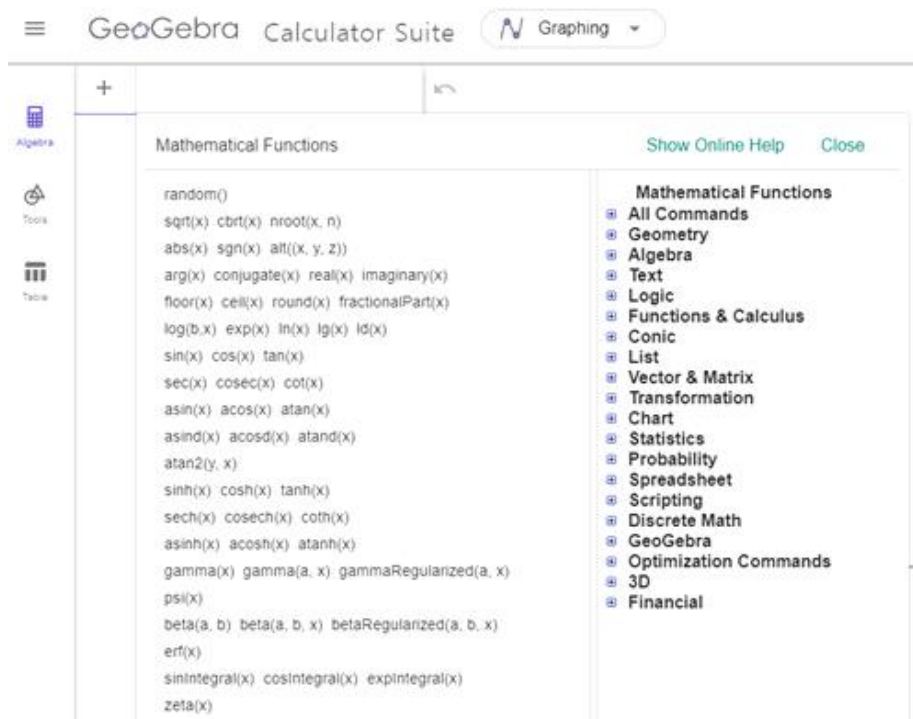 GeoGebra Calculator Suite Graphing
Algebra
Tools
Table
Mathematical Functions
Show Online Help Close
random()
sqrt(x) cbrt(x) nroot(x, n)
abs(x) sgn(x) alt((x, y, z))
arg(x) conjugate(x) real(x) imaginary(x)
floor(x) ceil(x) round(x) fractionalPart(x)
log(b,x) exp(x) ln(x) lg(x) ld(x)
sin(x) cos(x) tan(x)
sec(x) cosec(x) cot(x)
asin(x) acos(x) atan(x)
asind(x) acosd(x) atand(x)
atan2(y, x)
sinh(x) cosh(x) tanh(x)
sech(x) cosech(x) coth(x)
asinh(x) acosh(x) atanh(x)
gamma(x) gamma(a, x) gammaRegularized(a, x)
psi(x)
beta(a, b) beta(a, b, x) betaRegularized(a, b, x)
erf(x)
sinIntegral(x) cosIntegral(x) expIntegral(x)
zeta(x)
Mathematical Functions
All Commands
Geometry
Algebra
Text
Logic
Functions & Calculus
Conic
List
Vector & Matrix
Transformation
Chart
Statistics
Probability
Spreadsheet
Scripting
Discrete Math
GeoGebra
Optimization Commands
3D
Financial